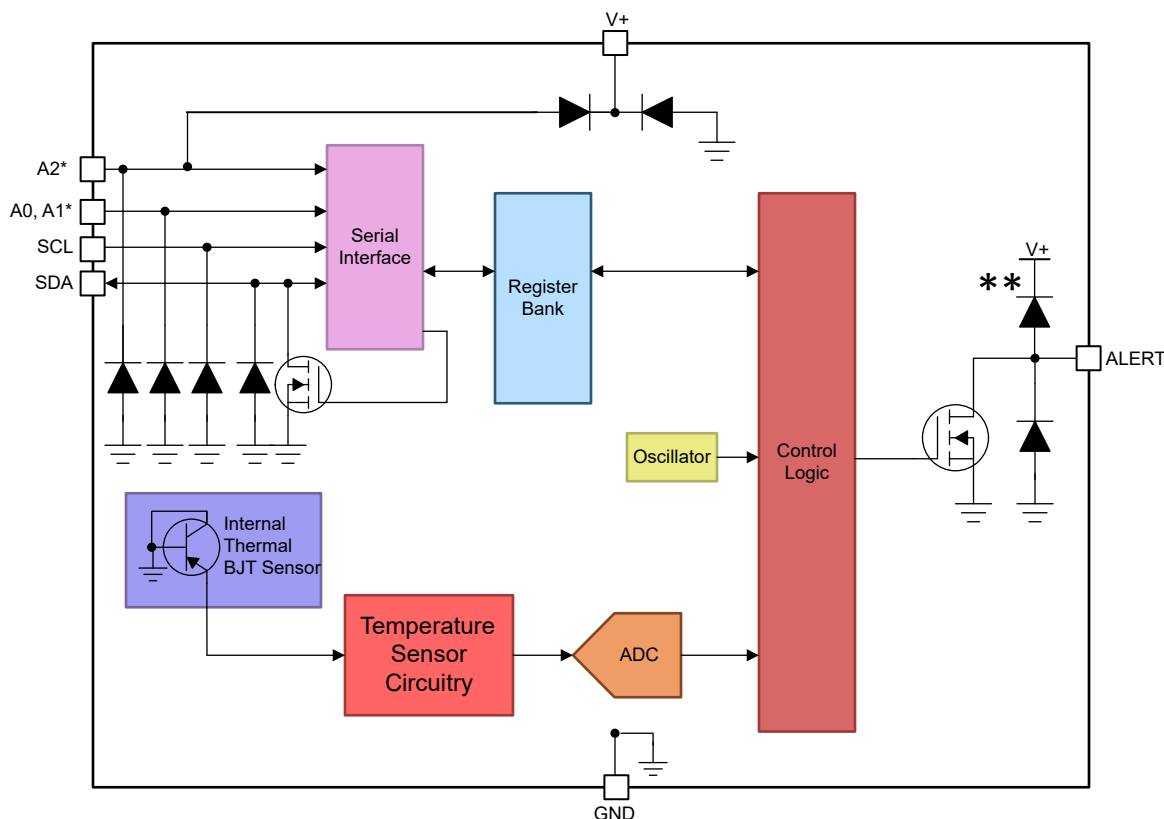 V+
A2*
A0, A1*
SCL
SDA
Serial
Interface
Register
Bank
V+
**
ALERT
Oscillator
Control
Logic
Internal
Thermal
BJT Sensor
Temperature
Sensor
Circuitry
ADC
GND